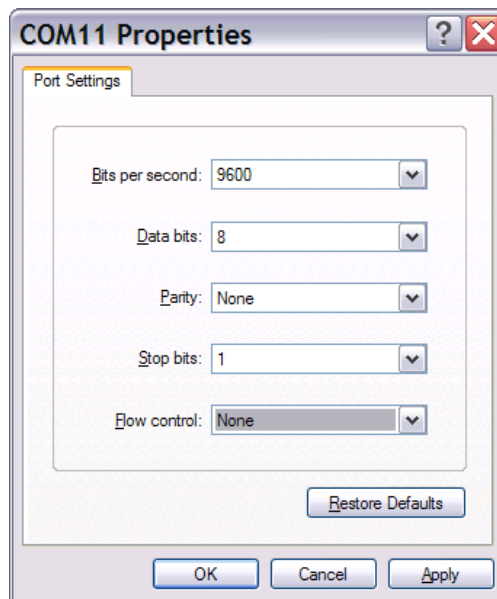 COM11 Properties
Port Settings
Bits per second: 9600
Data bits: 8
Parity: None
Stop bits: 1
Flow control: None
Restore Defaults
OK Cancel Apply